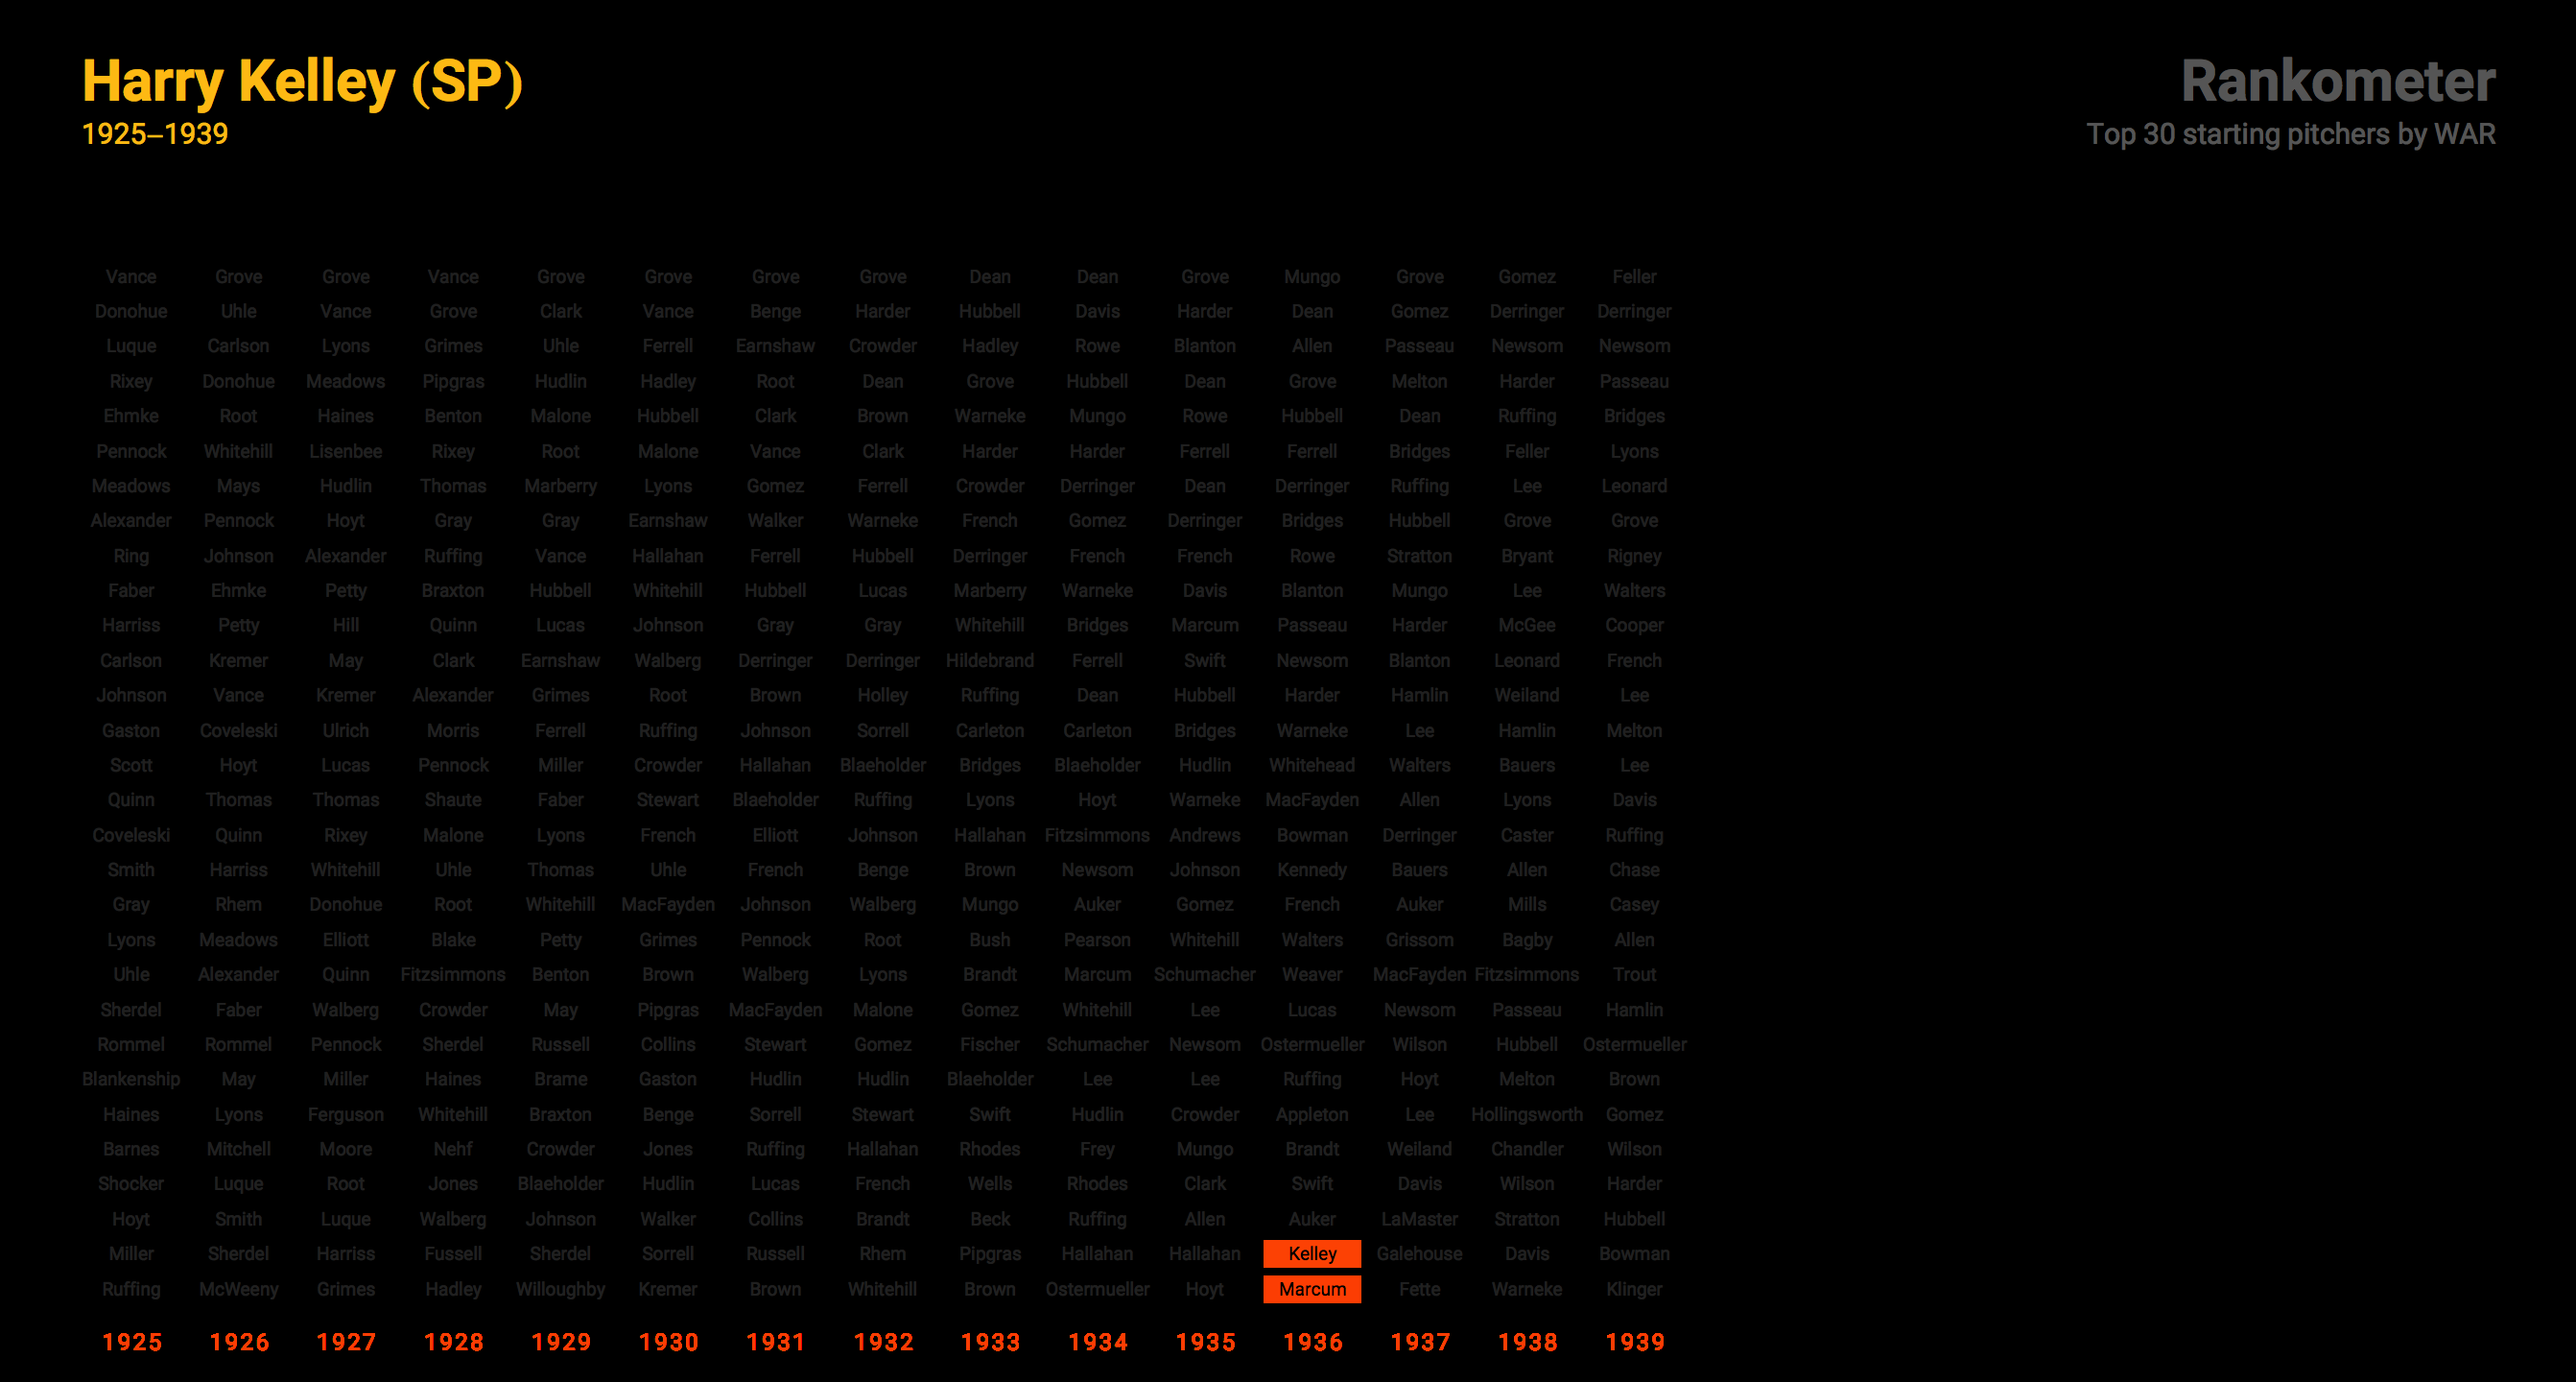 Harry Kelley (SP)
1925–1939
Rankometer
Top 30 starting pitchers by WAR
Vance Grove Grove Vance Grove Grove Grove Grove Dean Dean Grove Mungo Grove Gomez Feller
Donohue Uhle Vance Grove Clark Vance Benge Harder Hubbell Davis Harder Dean Gomez Derringer Derringer
Luque Carlson Lyons Grimes Uhle Ferrell Earnshaw Crowder Hadley Rowe Blanton Allen Passeau Newsom Newsom
Rixey Donohue Meadows Pipgras Hudlin Hadley Root Dean Grove Hubbell Dean Grove Melton Harder Passeau
Ehmke Root Haines Benton Malone Hubbell Clark Brown Warneke Mungo Rowe Hubbell Dean Ruffing Bridges
Pennock Whitehill Lisenbee Rixey Root Malone Vance Clark Harder Harder Ferrell Ferrell Bridges Feller Lyons
Meadows Mays Hudlin Thomas Marberry Lyons Gomez Ferrell Crowder Derringer Dean Derringer Ruffing Lee Leonard
Alexander Pennock Hoyt Gray Gray Earnshaw Walker Warneke French Gomez Derringer Bridges Hubbell Grove Grove
Ring Johnson Alexander Ruffing Vance Hallahan Ferrell Hubbell Derringer French French Rowe Stratton Bryant Rigney
Faber Ehmke Petty Braxton Hubbell Whitehill Hubbell Lucas Marberry Warneke Davis Blanton Mungo Lee Walters
Harriss Petty Hill Quinn Lucas Johnson Gray Gray Whitehill Bridges Marcum Passeau Harder McGee Cooper
Carlson Kremer May Clark Earnshaw Walberg Derringer Derringer Hildebrand Ferrell Swift Newsom Blanton Leonard French
Johnson Vance Kremer Alexander Grimes Root Brown Holley Ruffing Dean Hubbell Harder Hamlin Weiland Lee
Gaston Coveleski Ulrich Morris Ferrell Ruffing Johnson Sorrell Carleton Carleton Bridges Warneke Lee Hamlin Melton
Scott Hoyt Lucas Pennock Miller Crowder Hallahan Blaeholder Bridges Blaeholder Hudlin Whitehead Walters Bauers Lee
Quinn Thomas Thomas Shaute Faber Stewart Blaeholder Ruffing Lyons Hoyt Warneke MacFayden Allen Lyons Davis
Coveleski Quinn Rixey Malone Lyons French Elliott Johnson Hallahan Fitzsimmons Andrews Bowman Derringer Caster Ruffing
Smith Harriss Whitehill Uhle Thomas Uhle French Benge Brown Newsom Johnson Kennedy Bauers Allen Chase
Gray Rhem Donohue Root Whitehill MacFayden Johnson Walberg Mungo Auker Gomez French Auker Mills Casey
Lyons Meadows Elliott Blake Petty Grimes Pennock Root Bush Pearson Whitehill Walters Grissom Bagby Allen
Uhle Alexander Quinn Fitzsimmons Benton Brown Walberg Lyons Brandt Marcum Schumacher Weaver MacFayden Fitzsimmons Trout
Sherdel Faber Walberg Crowder May Pipgras MacFayden Malone Gomez Whitehill Lee Lucas Newsom Passeau Hamlin
Rommel Rommel Pennock Sherdel Russell Collins Stewart Gomez Fischer Schumacher Newsom Ostermueller Wilson Hubbell Ostermueller
Blankenship May Miller Haines Brame Gaston Hudlin Hudlin Blaeholder Lee Lee Ruffing Hoyt Melton Brown
Haines Lyons Ferguson Whitehill Braxton Benge Sorrell Stewart Swift Hudlin Crowder Appleton Lee Hollingsworth Gomez
Barnes Mitchell Moore Nehf Crowder Jones Ruffing Hallahan Rhodes Frey Mungo Brandt Weiland Chandler Wilson
Shocker Luque Root Jones Blaeholder Hudlin Lucas French Wells Rhodes Clark Swift Davis Wilson Harder
Hoyt Smith Luque Walberg Johnson Walker Collins Brandt Beck Ruffing Allen Auker LaMaster Stratton Hubbell
Miller Sherdel Harriss Fussell Sherdel Sorrell Russell Rhem Pipgras Hallahan Hallahan Kelley Galehouse Davis Bowman
Ruffing McWeeny Grimes Hadley Willoughby Kremer Brown Whitehill Brown Ostermueller Hoyt Marcum Fette Warneke Klinger
1925 1926 1927 1928 1929 1930 1931 1932 1933 1934 1935 1936 1937 1938 1939